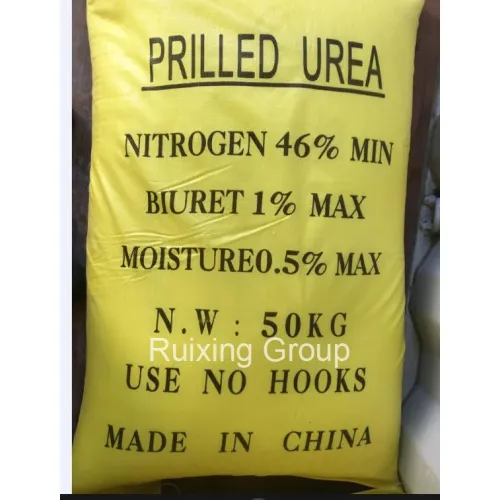 PRILLED UREA
NITROGEN 46% MIN
BIURET 1% MAX
MOISTURE0.5% MAX
N.W : 50KG
Ruixing Group
USE NO HOOKS
MADE IN CHINA